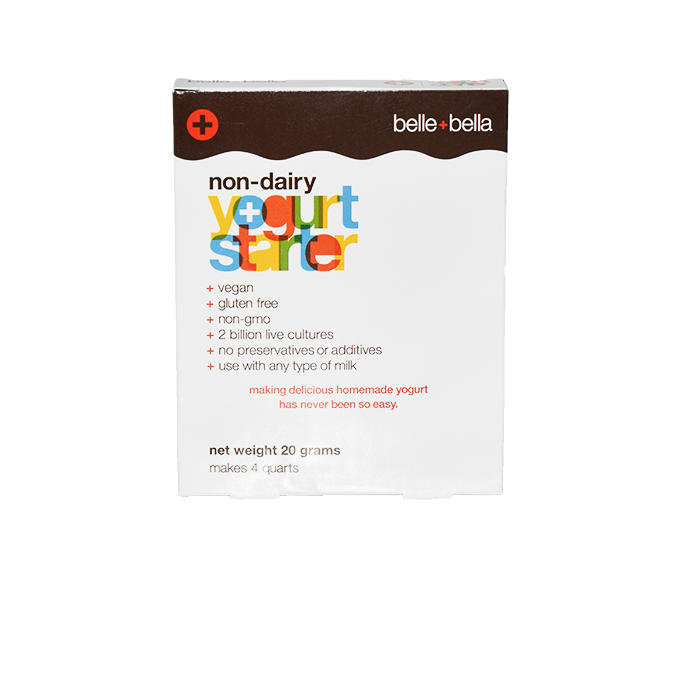 belle+bella
belle+bella
non-dairy
yogurt
starter
+ vegan
+ gluten free
+ non-gmo
+ 2 billion live cultures
+ no preservatives or additives
+ use with any type of milk
making delicious homemade yogurt
has never been so easy.
net weight 20 grams
makes 4 quarts